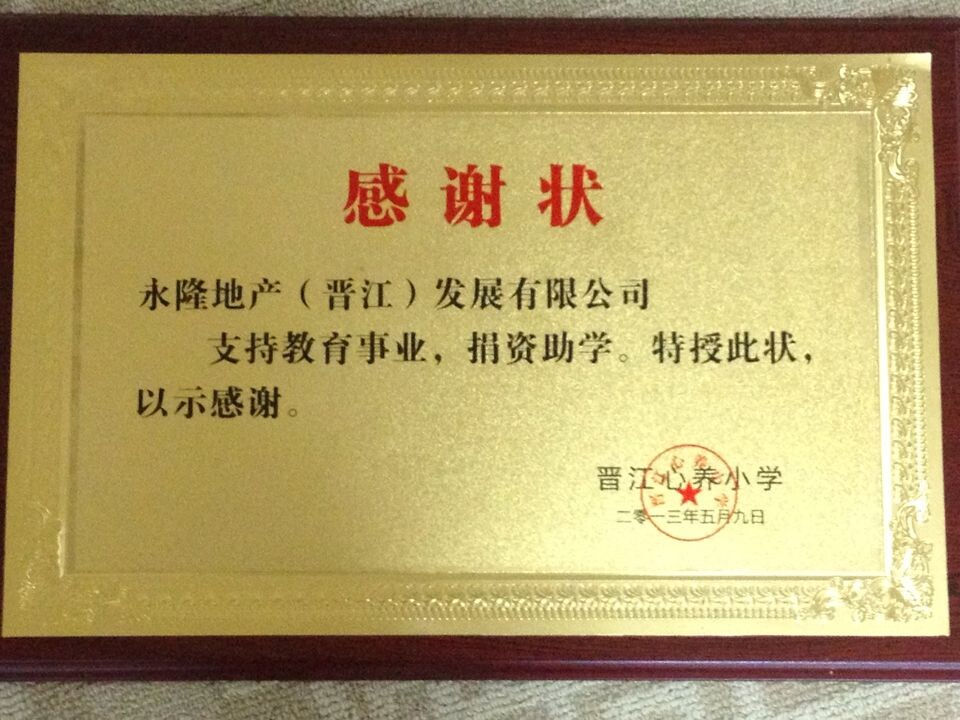 感谢状
永隆地产（晋江）发展有限公司
支持教育事业，捐资助学。特授此状，
以示感谢。
晋江心养小学
二零一三年五月九日